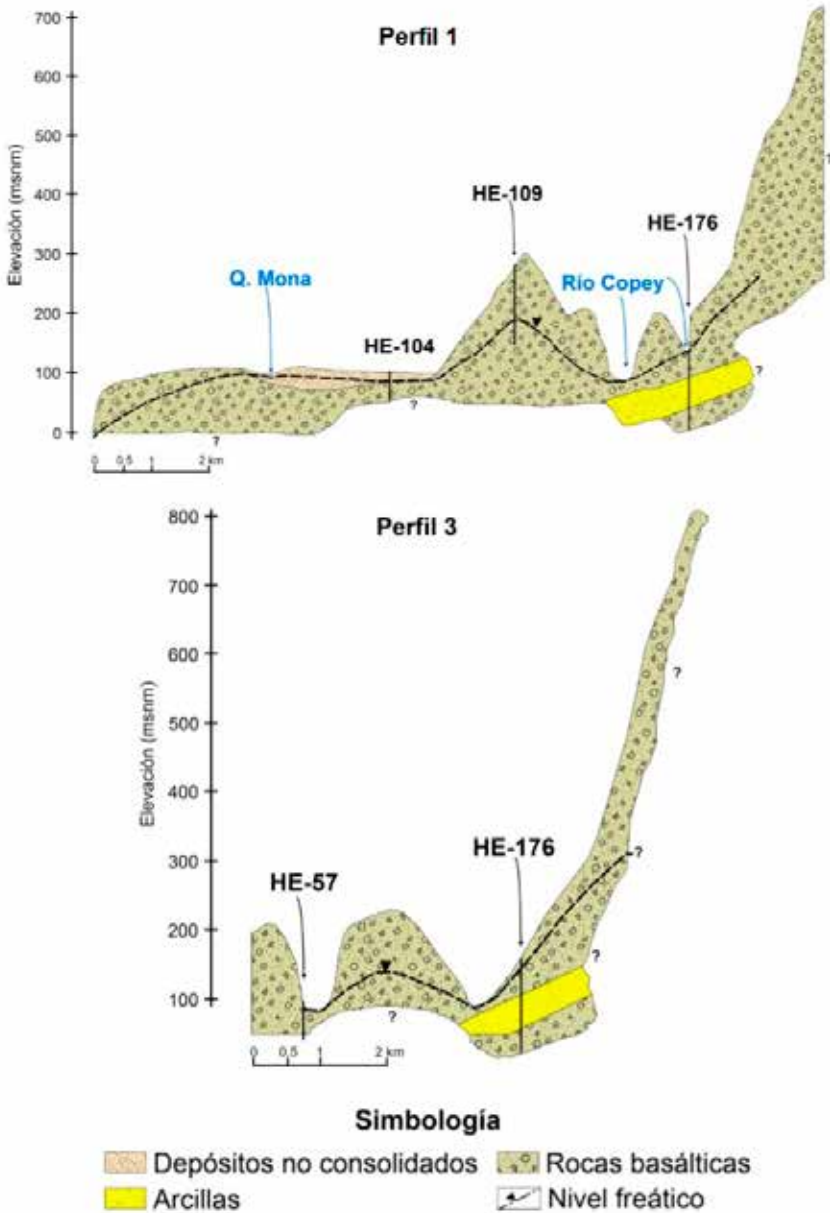 Perfil 1
Elevación (msnm)
700
600
500
400
300
200
100
0
HE-109
HE-176
Q. Mona
Río Copey
HE-104
?
?
?
?
0 0,5 1 2 km
Perfil 3
Elevación (msnm)
800
700
600
500
400
300
200
100
HE-57
HE-176
?
?
?
?
0 0,5 1 2 km
Simbología
Depósitos no consolidados
Rocas basálticas
Arcillas
Nivel freático